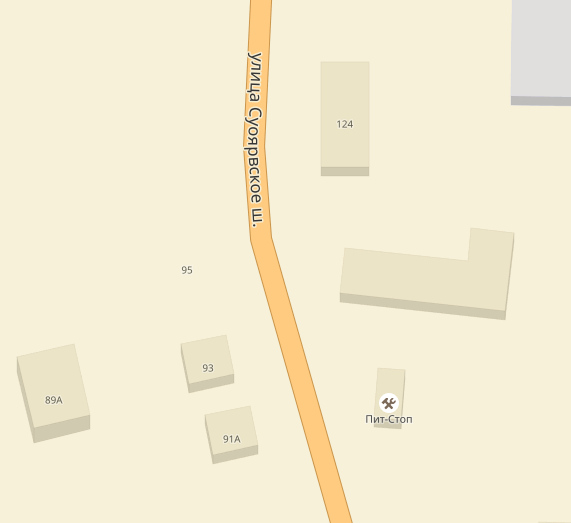 улица Суоярвское ш.
124
95
93
89А
91А
Пит-Стоп